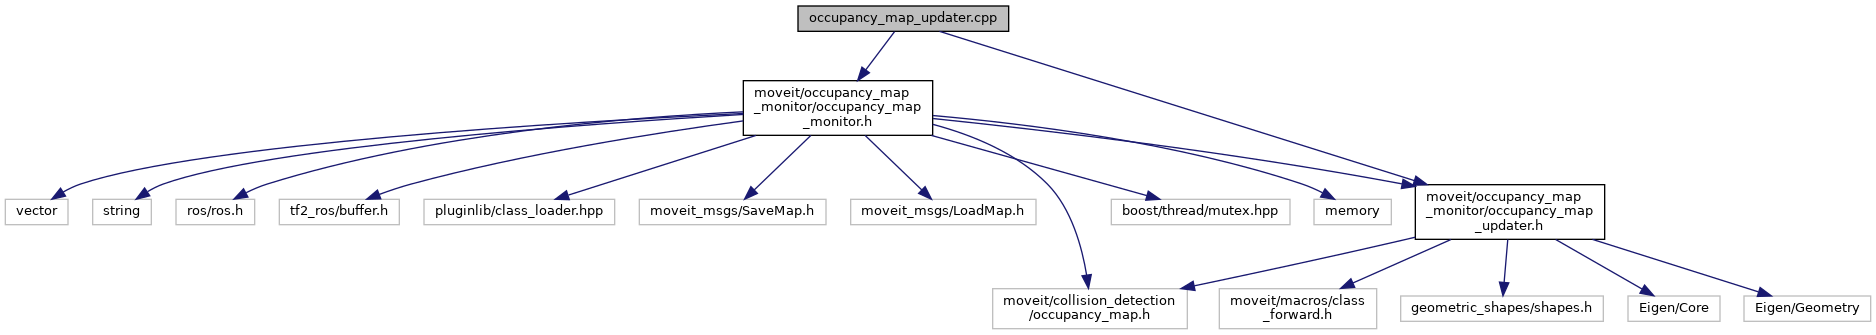 occupancy_map_updater.cpp
moveit/occupancy_map
_monitor/occupancy_map
_monitor.h
vector
string
ros/ros.h
tf2_ros/buffer.h
pluginlib/class_loader.hpp
moveit_msgs/SaveMap.h
moveit_msgs/LoadMap.h
boost/thread/mutex.hpp
memory
moveit/occupancy_map
_monitor/occupancy_map
_updater.h
moveit/collision_detection
/occupancy_map.h
moveit/macros/class
_forward.h
geometric_shapes/shapes.h
Eigen/Core
Eigen/Geometry